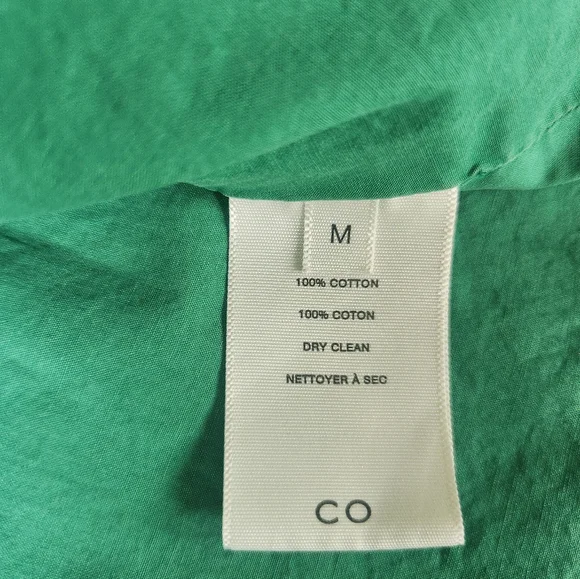 M
100% COTTON
100% COTON
DRY CLEAN
NETTOYER À SEC
CO